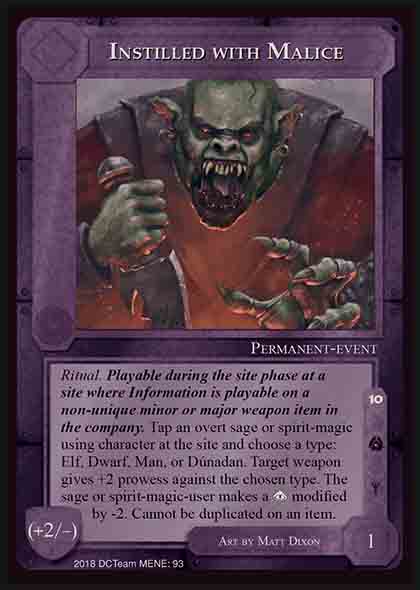 Instilled with Malice
Permanent-event
Ritual. Playable during the site phase at a
site where Information is playable on a
non-unique minor or major weapon item in
the company. Tap an overt sage or spirit-magic
using character at the site and choose a type:
Elf, Dwarf, Man, or Dúnadan. Target weapon
gives +2 prowess against the chosen type. The
sage or spirit-magic-user makes a modified
by -2. Cannot be duplicated on an item.
10
(+2/–)
Art by Matt Dixon
1
2018 DCTeam MENE: 93